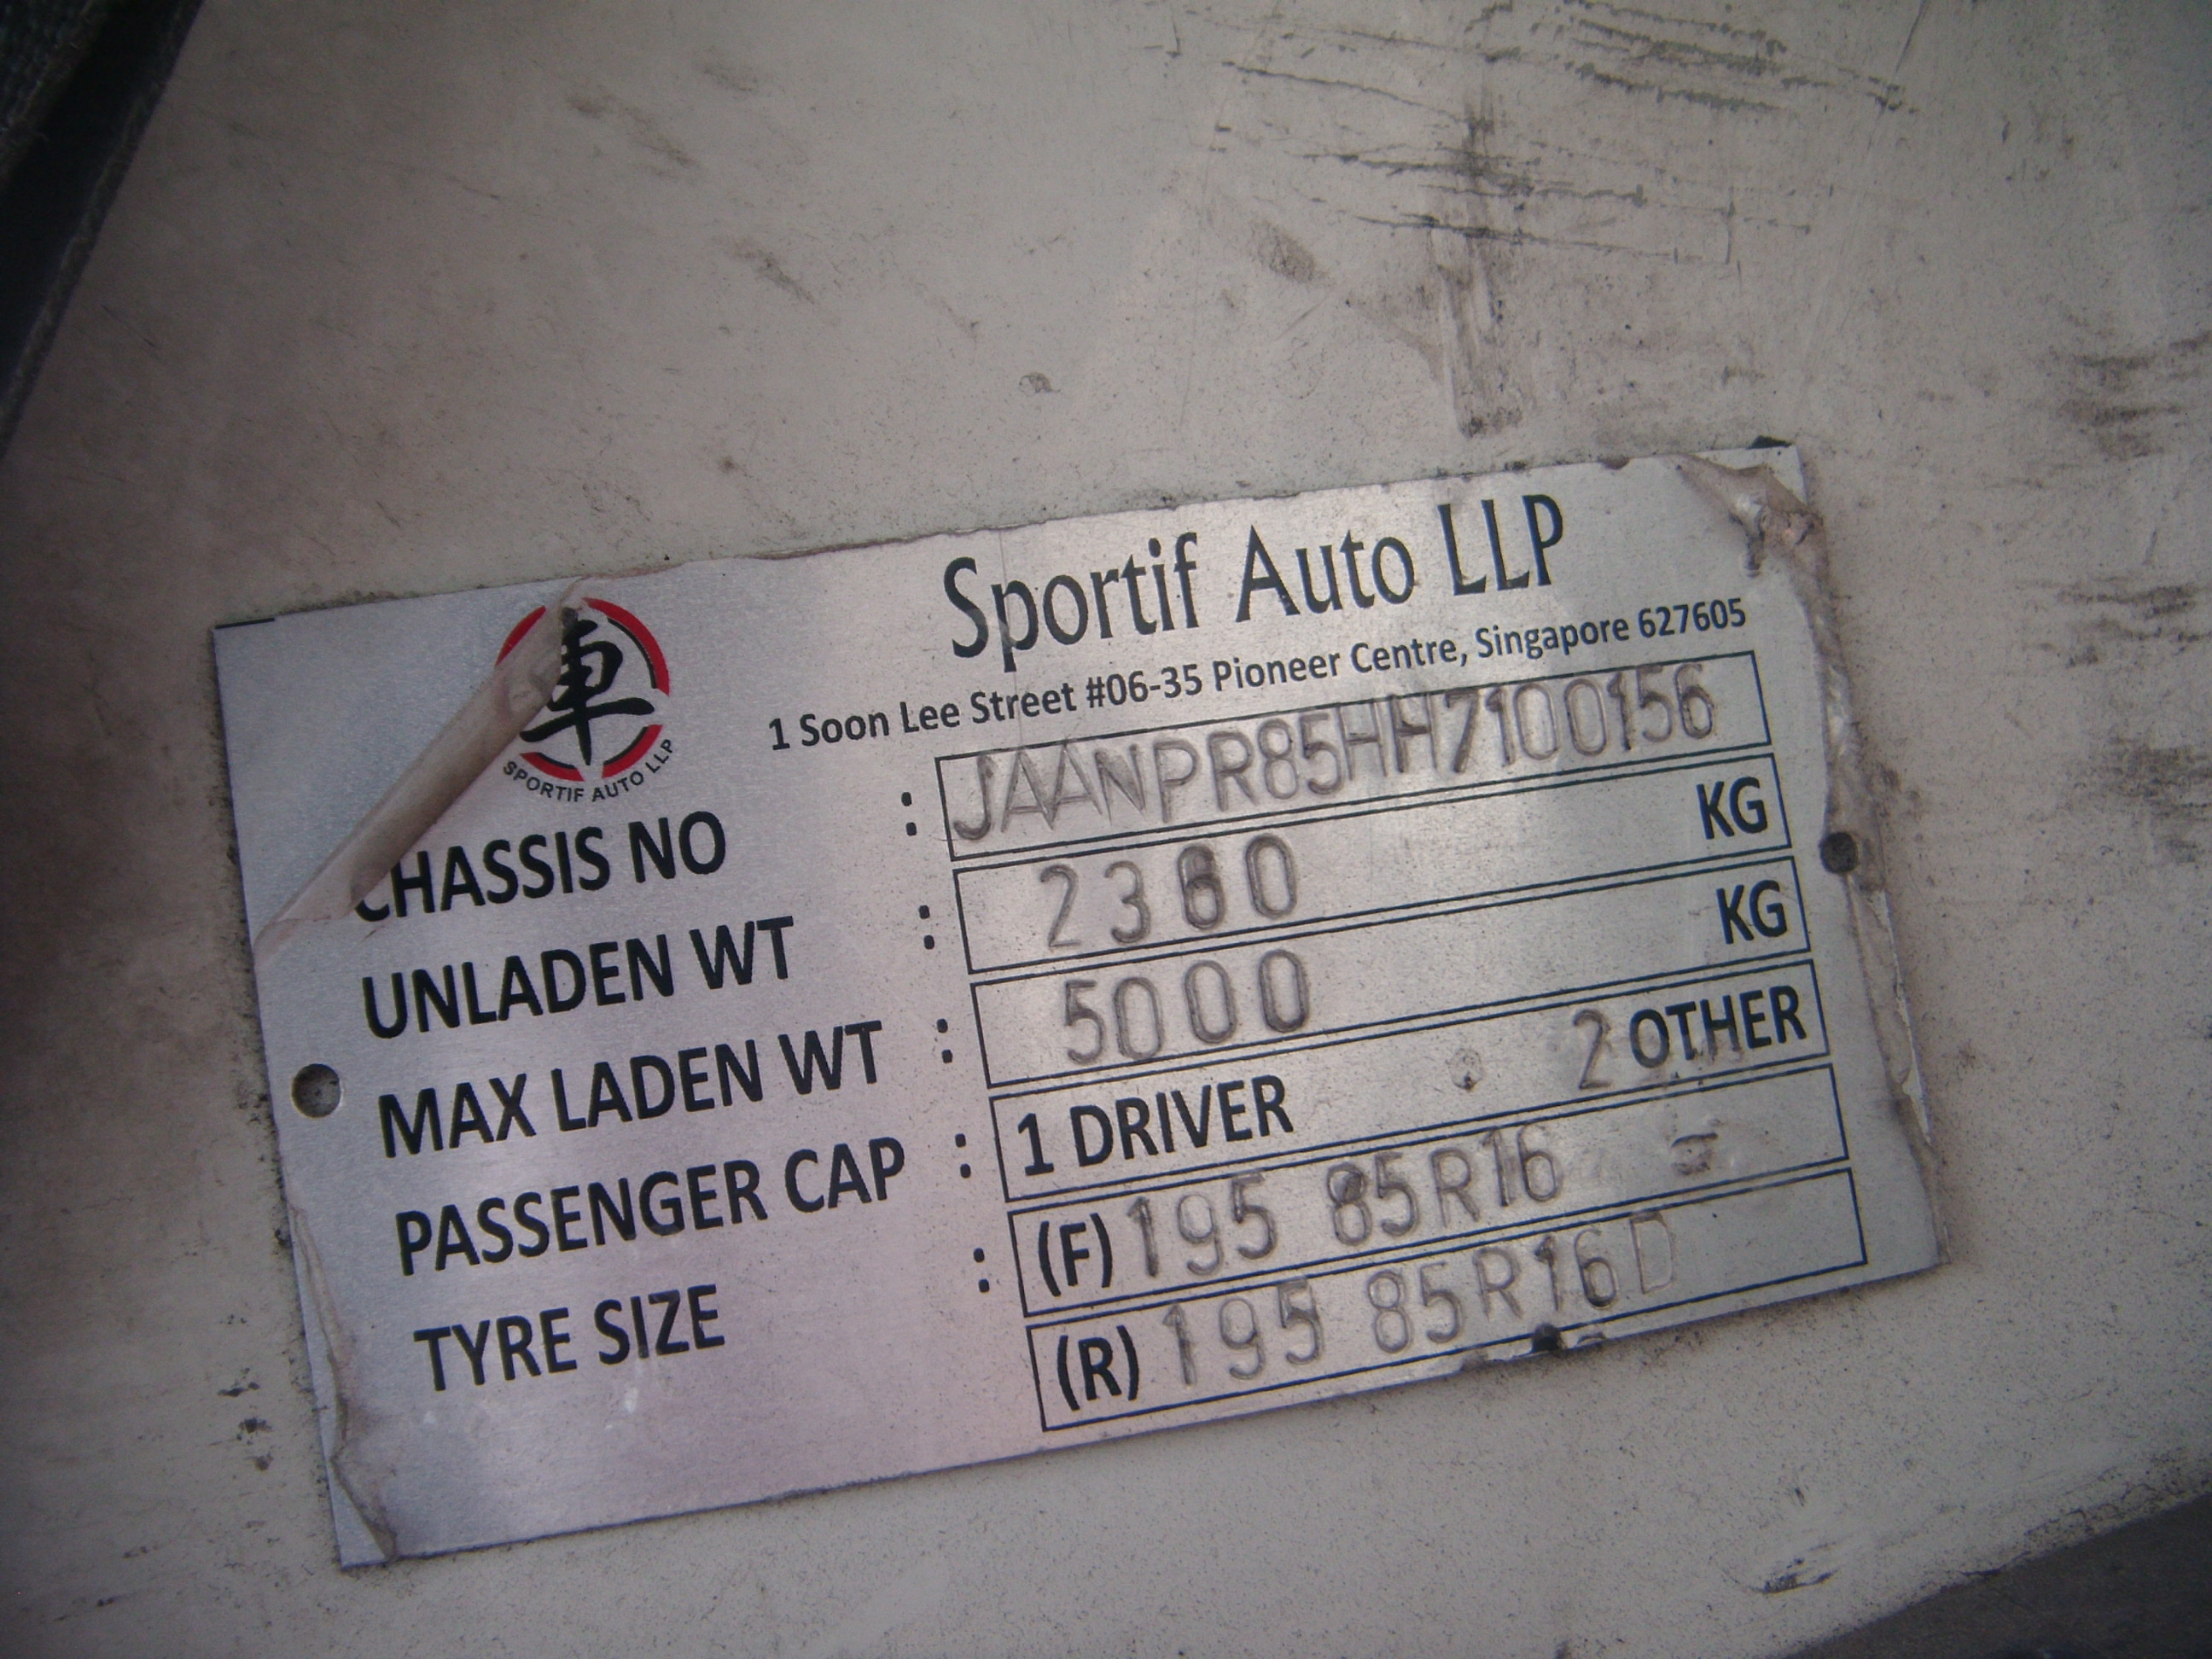 Sportif Auto LLP
1 Soon Lee Street #06-35 Pioneer Centre, Singapore 627605
車
SPORTIF AUTO LLP
CHASSIS NO : JAANPR85HH7100156
UNLADEN WT : KG
MAX LADEN WT : 5000 KG
PASSENGER CAP : 1 DRIVER 2 OTHER
TYRE SIZE : (F) 195 85R16
(R) 195 85R16D